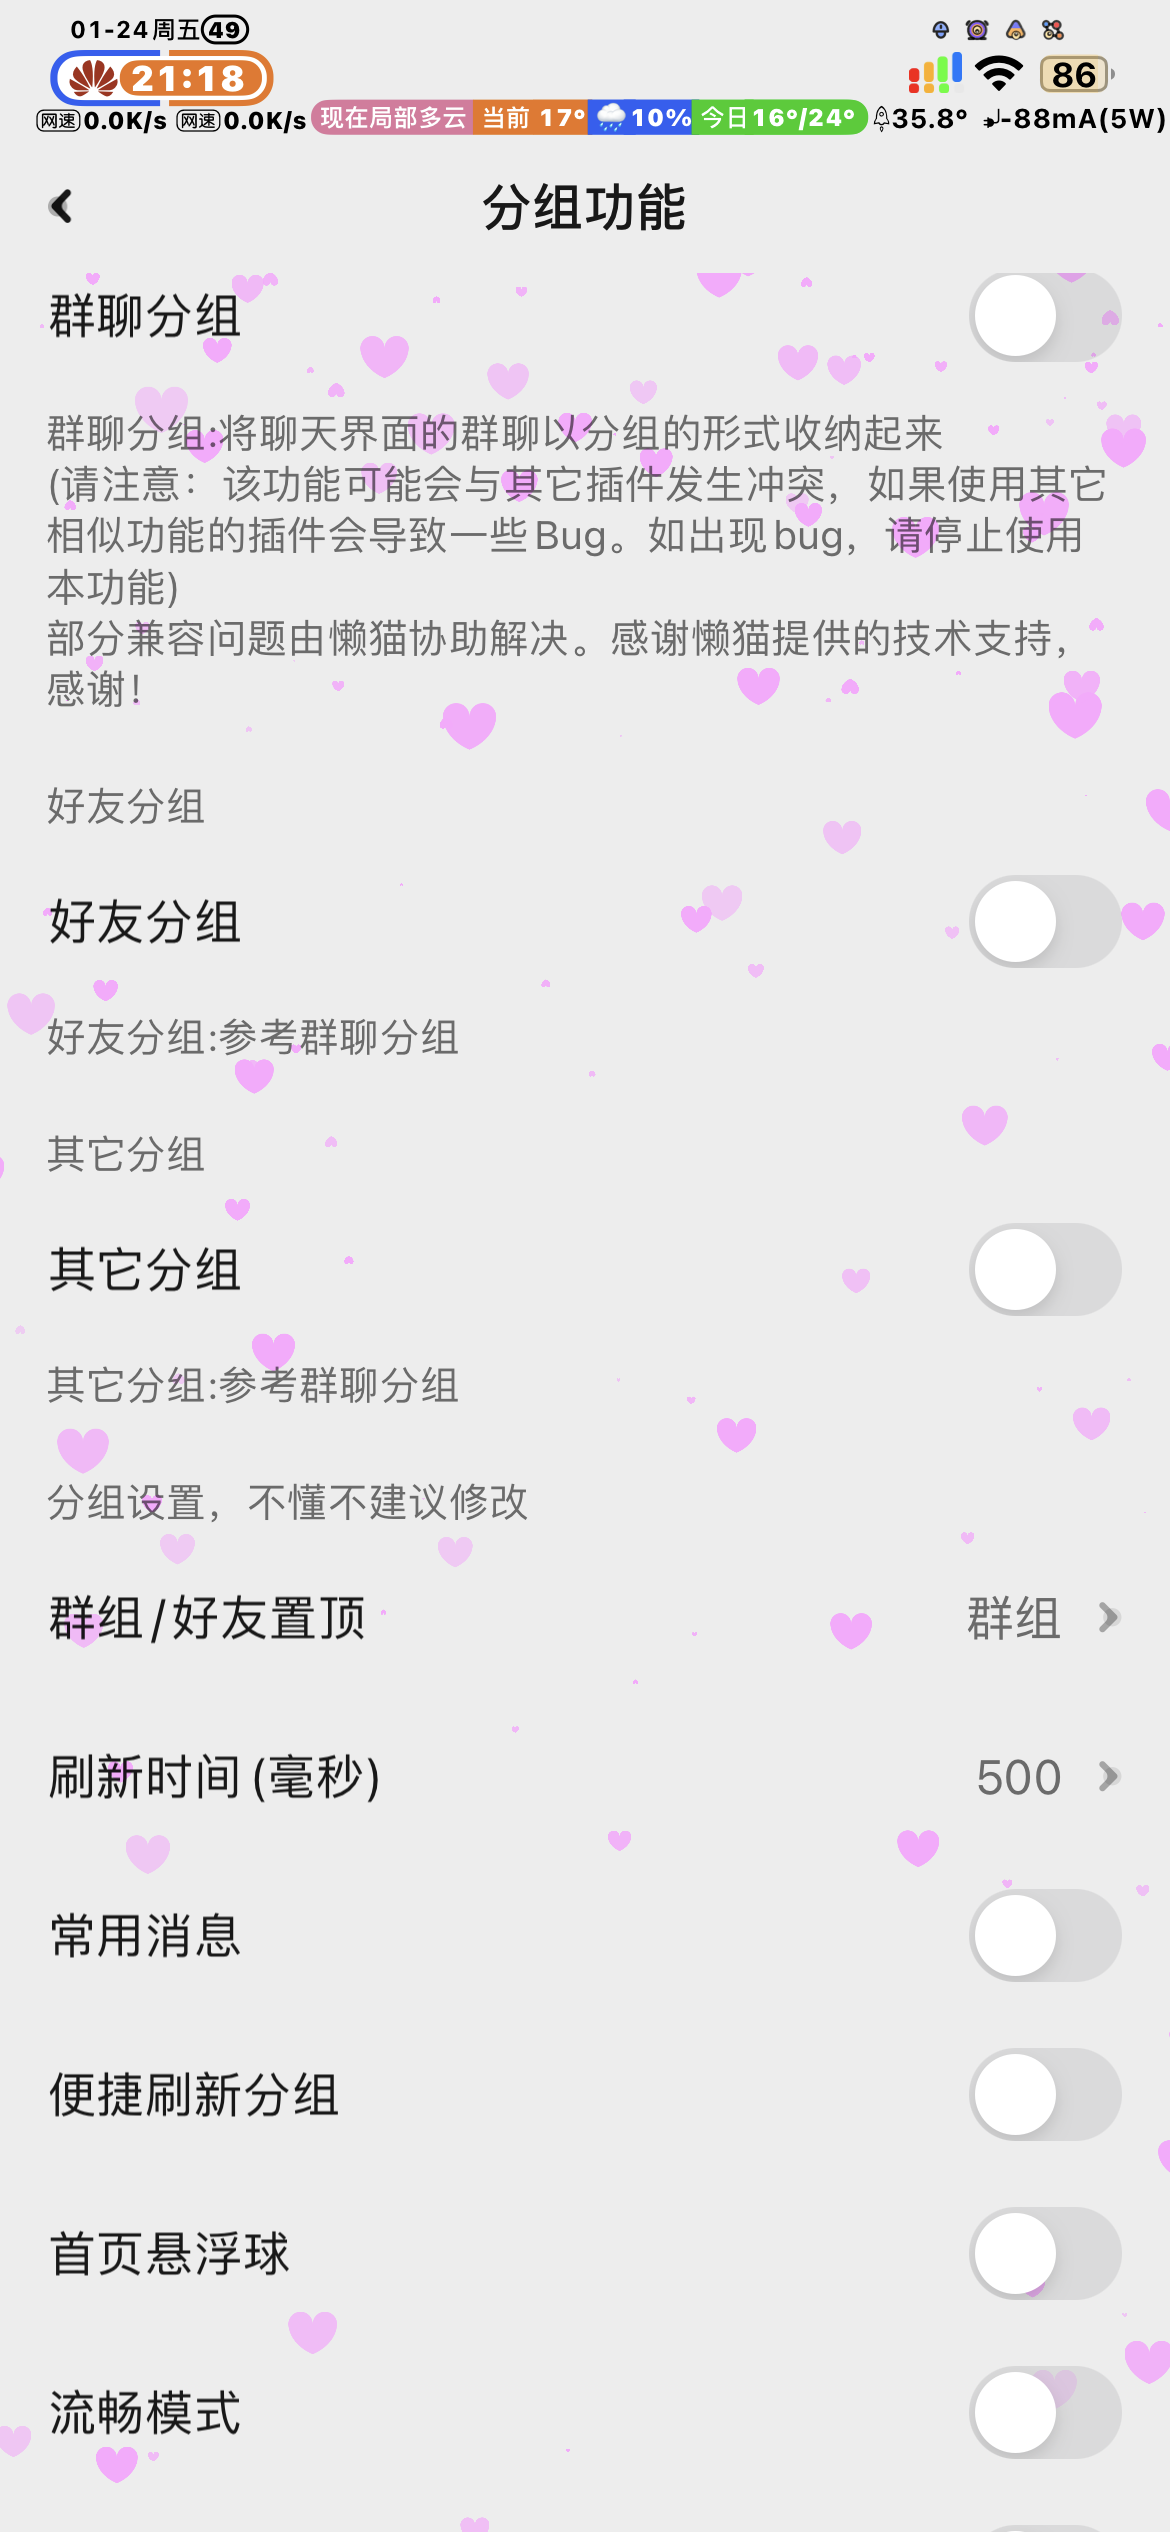 01-24周五 49
21:18
86
网速 0.0K/s 网速 0.0K/s 现在局部多云 当前 17° 10% 今日16°/24° 35.8° -88mA(5W)
分组功能
群聊分组
群聊分组:将聊天界面的群聊以分组的形式收纳起来
(请注意：该功能可能会与其它插件发生冲突，如果使用其它
相似功能的插件会导致一些Bug。如出现bug，请停止使用
本功能)
部分兼容问题由懒猫协助解决。感谢懒猫提供的技术支持，
感谢！
好友分组
好友分组
好友分组:参考群聊分组
其它分组
其它分组
其它分组:参考群聊分组
分组设置，不懂不建议修改
群组/好友置顶 群组
刷新时间(毫秒) 500
常用消息
便捷刷新分组
首页悬浮球
流畅模式